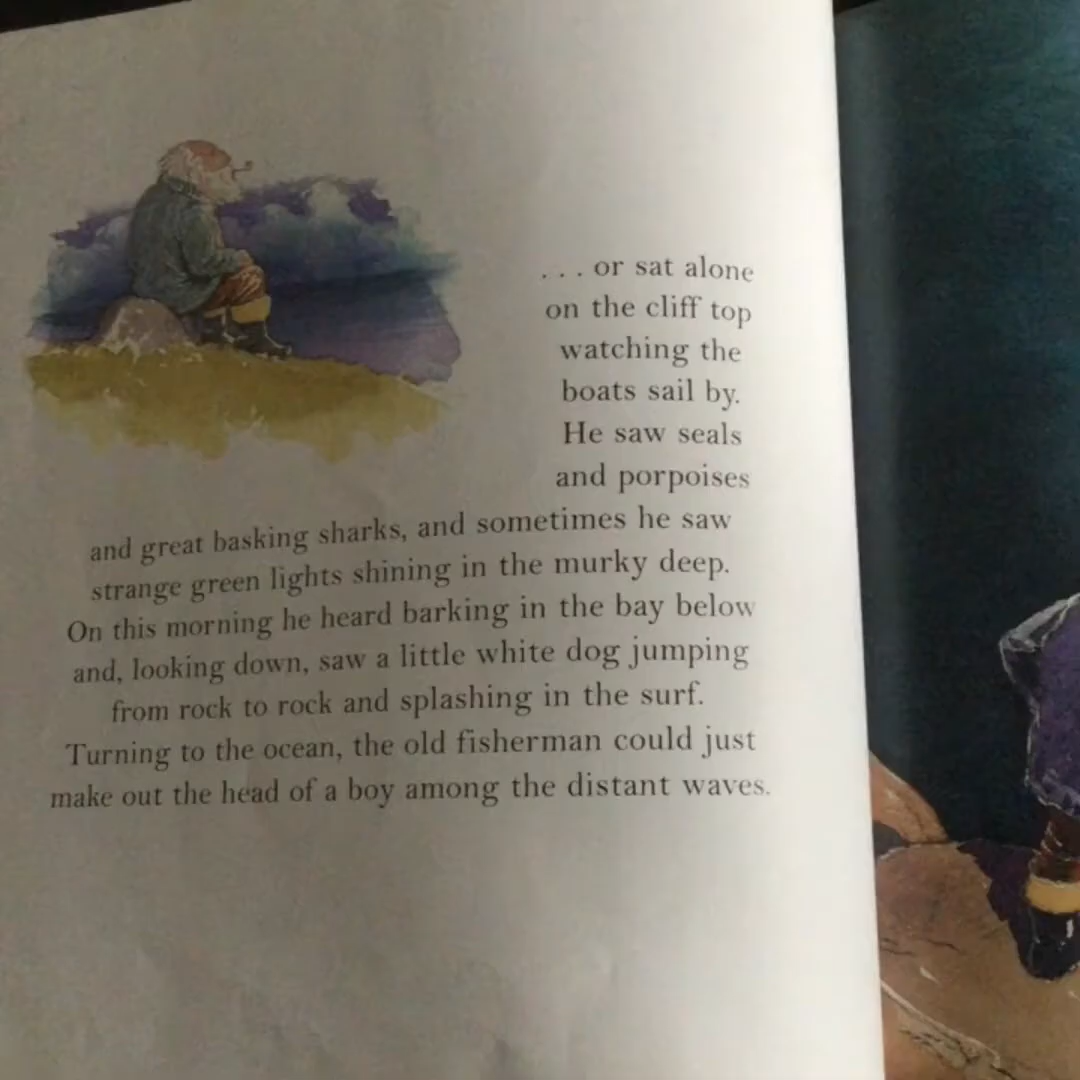 . . . or sat alone
on the cliff top
watching the
boats sail by.
He saw seals
and porpoises
and great basking sharks, and sometimes he saw
strange green lights shining in the murky deep.
On this morning he heard barking in the bay below
and, looking down, saw a little white dog jumping
from rock to rock and splashing in the surf.
Turning to the ocean, the old fisherman could just
make out the head of a boy among the distant waves.